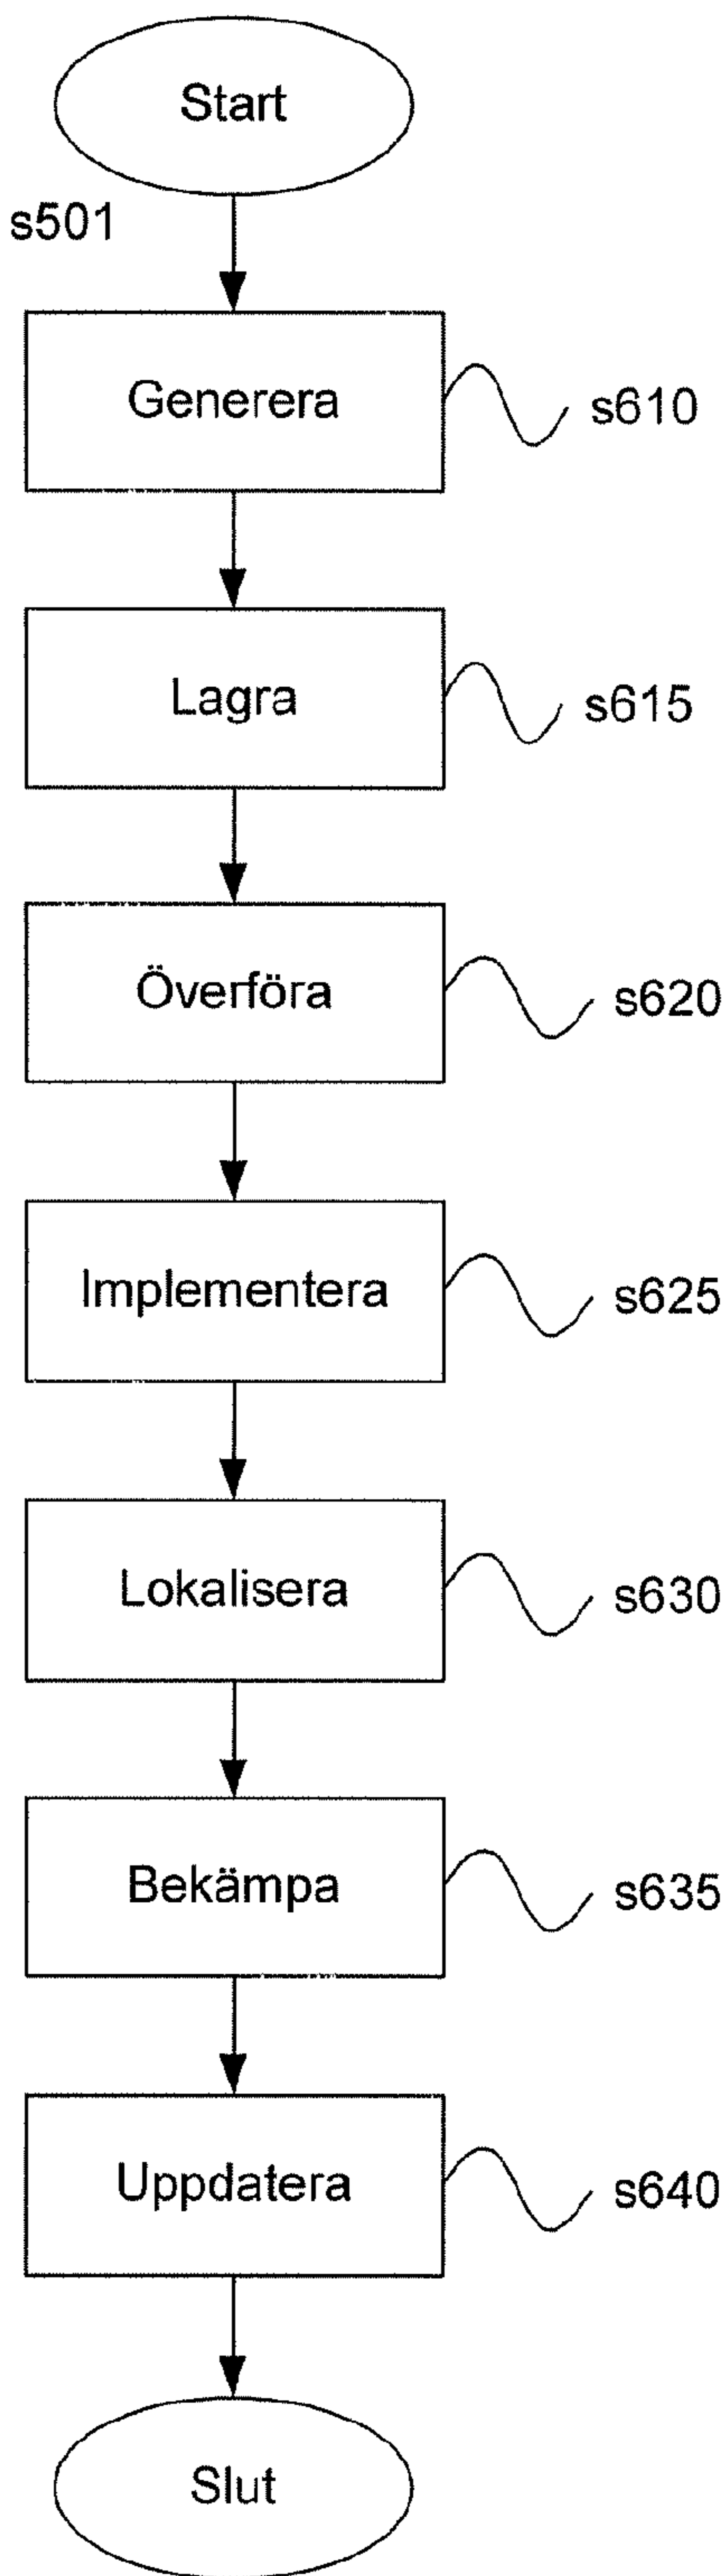 Start
s501
Generera
s610
Lagra
s615
Överföra
s620
Implementera
s625
Lokalisera
s630
Bekämpa
s635
Uppdatera
s640
Slut